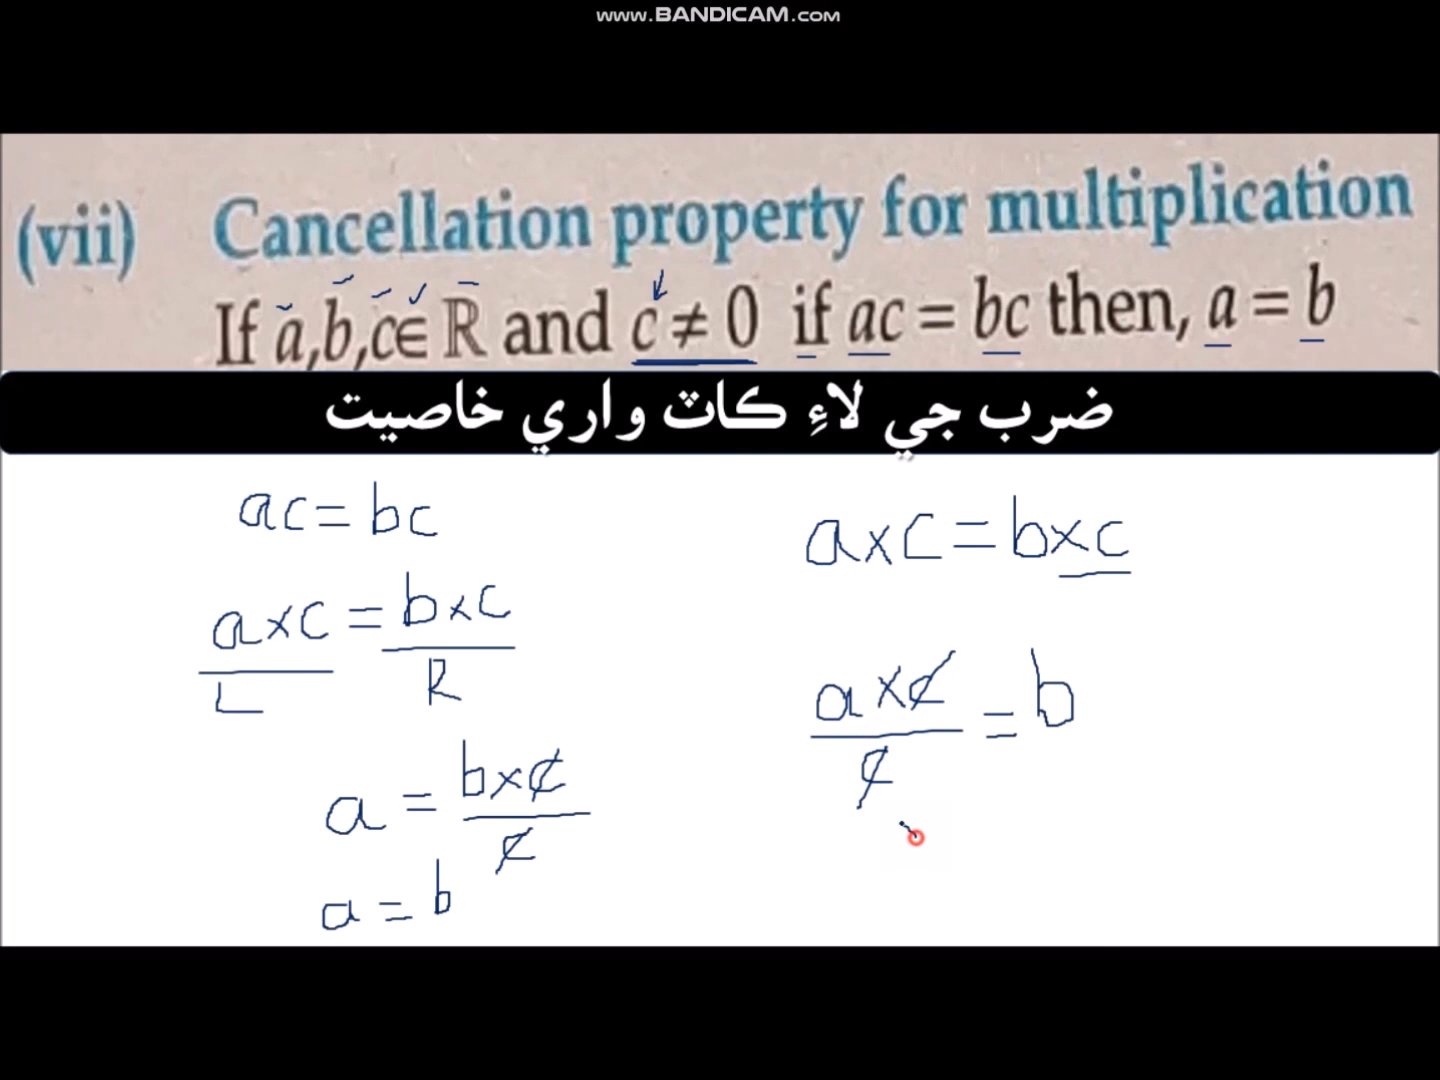 www.BANDICAM.com
(vii) Cancellation property for multiplication
If a,b,c∈ ℝ and c ≠ 0 if ac = bc then, a = b
ضرب جي لاءِ ڪاٽ واري خاصيت
ac = bc
a×c = b×c
L R
a = b×c
c
a = b
a×c = b×c
a×c = b
c